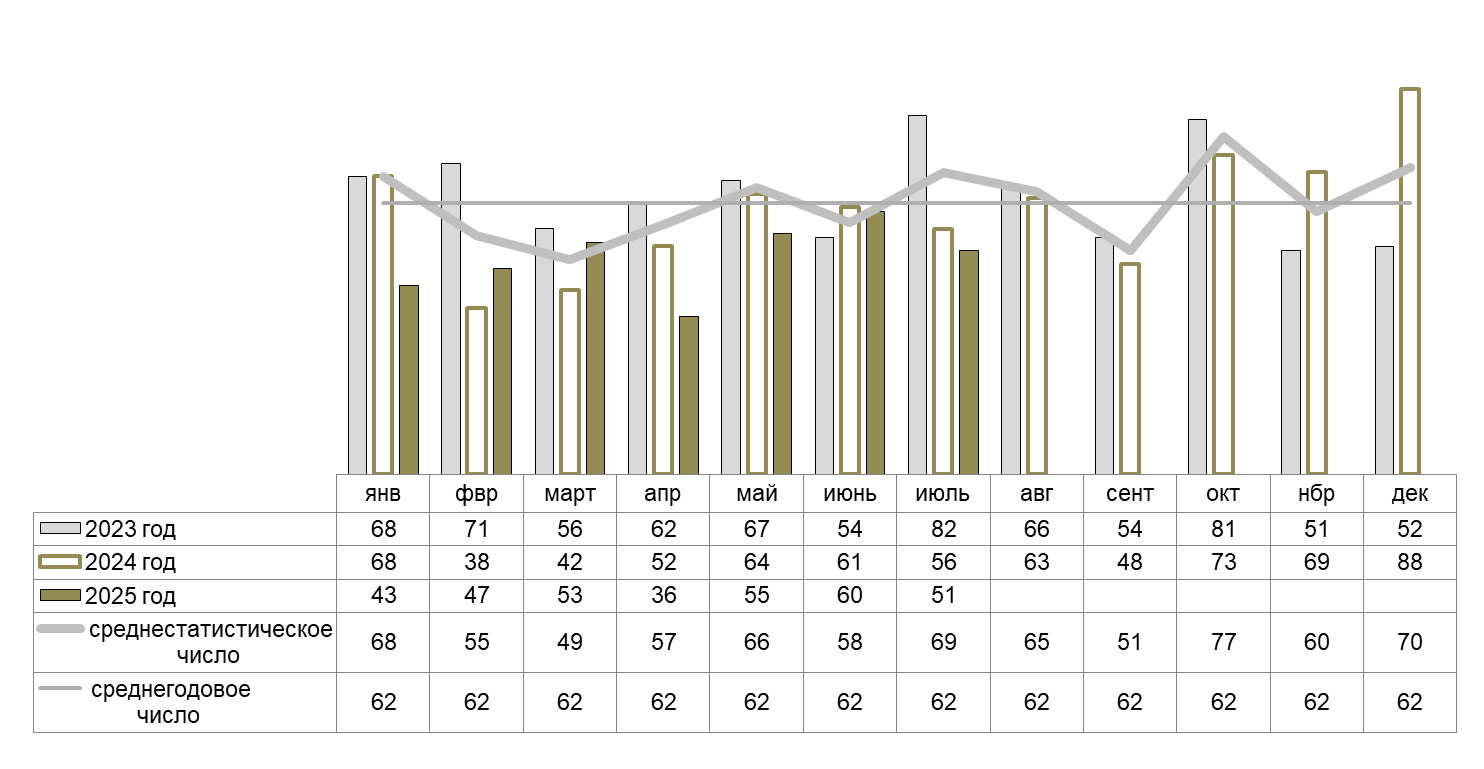 янв фвр март апр май июнь июль авг сент окт нбр дек
2023 год 68 71 56 62 67 54 82 66 54 81 51 52
2024 год 68 38 42 52 64 61 56 63 48 73 69 88
2025 год 43 47 53 36 55 60 51
среднестатистическое
число 68 55 49 57 66 58 69 65 51 77 60 70
среднегодовое
число 62 62 62 62 62 62 62 62 62 62 62 62